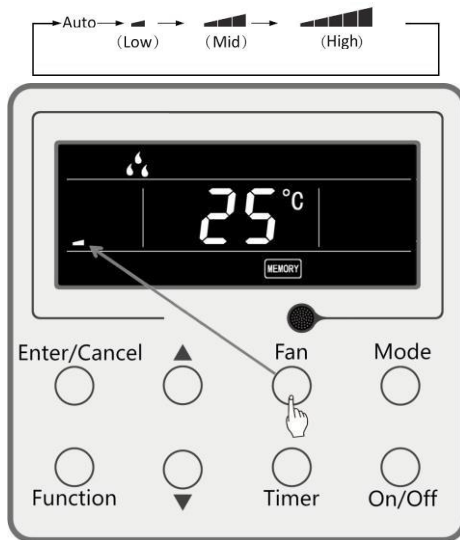 Auto
(Low) (Mid) (High)
25 °C
MEMORY
Enter/Cancel ▲ Fan Mode
Function ▼ Timer On/Off